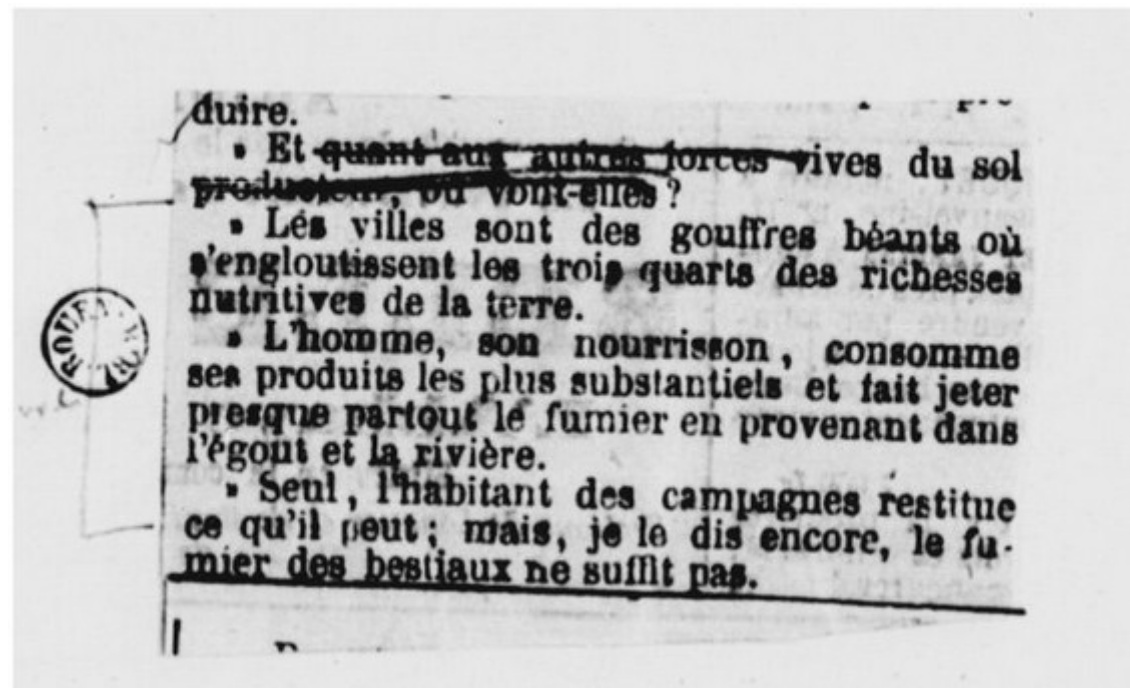 duire.
» Et quant aux autres forces vives du sol
producteur, où vont-elles ?
» Les villes sont des gouffres béants où
s'engloutissent les trois quarts des richesses
nutritives de la terre.
» L'homme, son nourrisson, consomme
ses produits les plus substantiels et fait jeter
presque partout le fumier en provenant dans
l'égout et la rivière.
» Seul, l'habitant des campagnes restitue
ce qu'il peut ; mais, je le dis encore, le fu-
mier des bestiaux ne suffit pas.